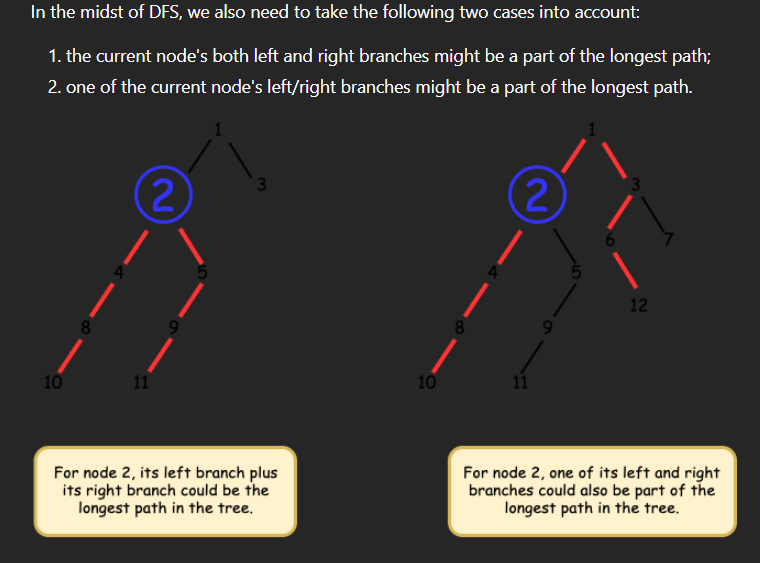 In the midst of DFS, we also need to take the following two cases into account:
1. the current node's both left and right branches might be a part of the longest path;
2. one of the current node's left/right branches might be a part of the longest path.
1
2
3
4
5
8
9
10
11
1
2
3
4
5
6
7
8
9
12
10
11
For node 2, its left branch plus
its right branch could be the
longest path in the tree.
For node 2, one of its left and right
branches could also be part of the
longest path in the tree.